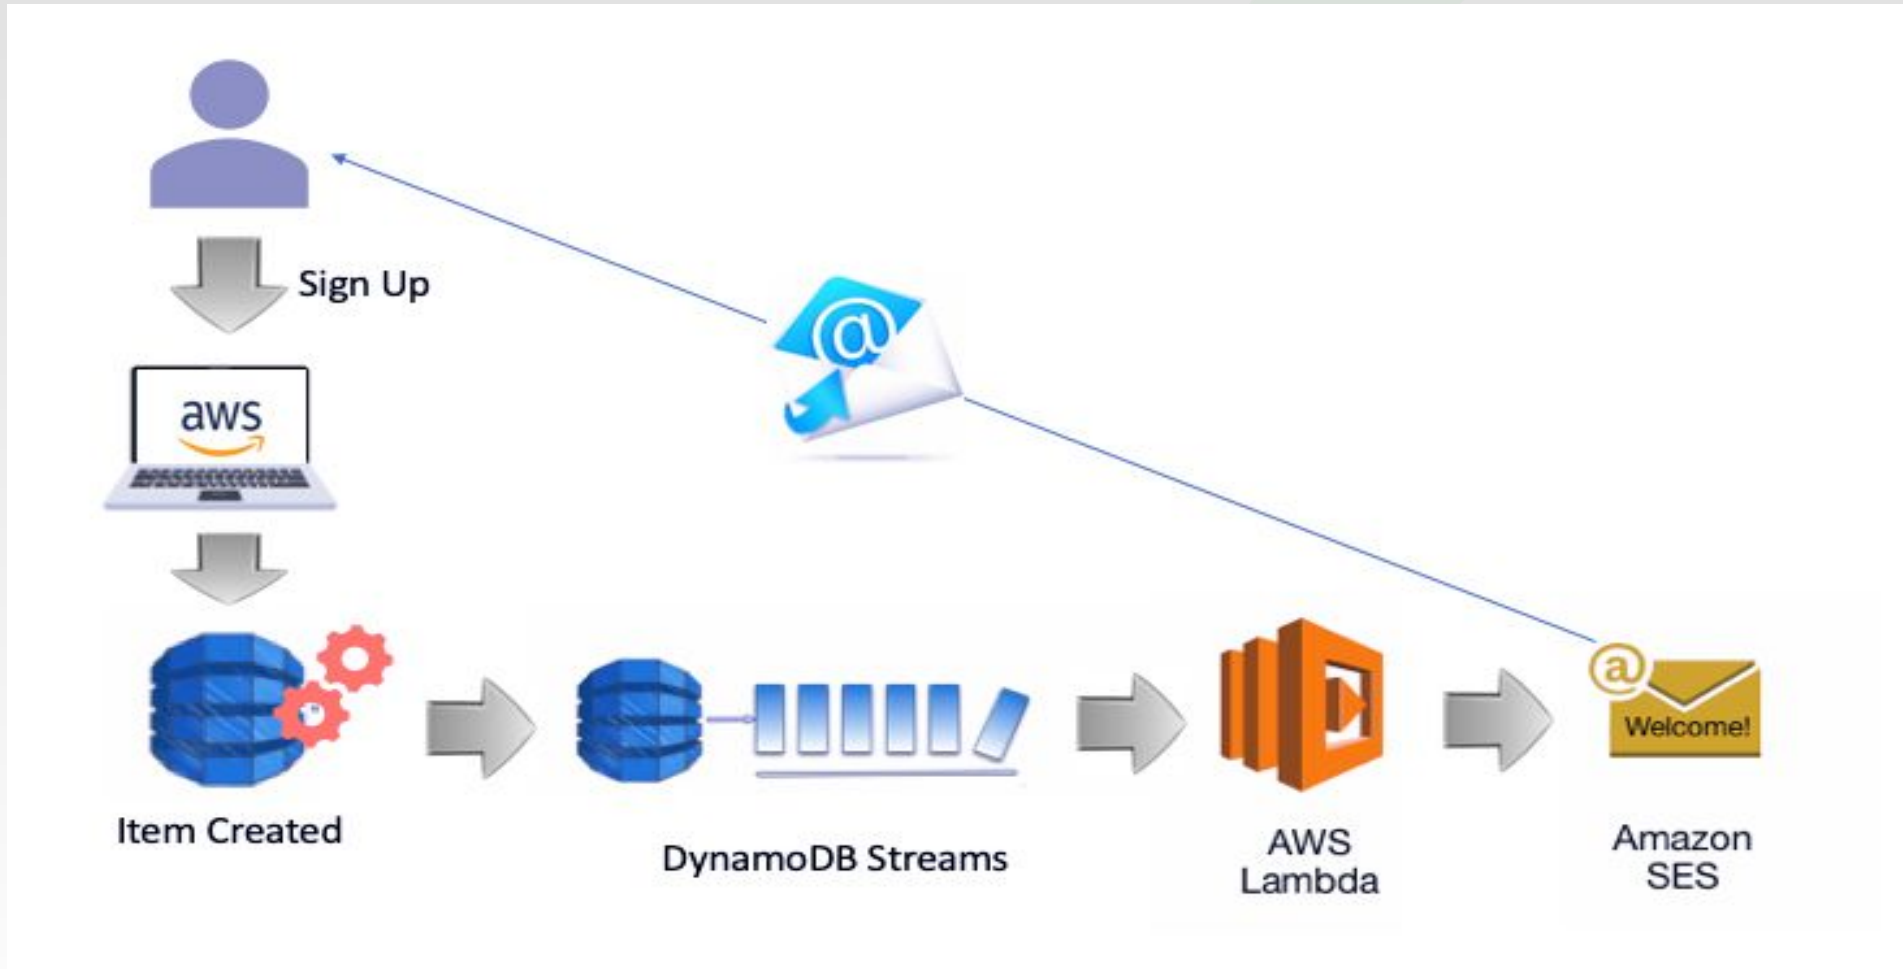 Sign Up
aws
Item Created
DynamoDB Streams
AWS
Lambda
@
@
Welcome!
Amazon
SES